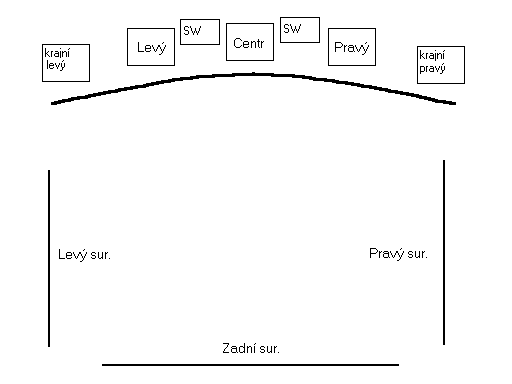 krajní
levý
Levý
SW
Centr
SW
Pravý
krajní
pravý
Levý sur.
Pravý sur.
Zadní sur.